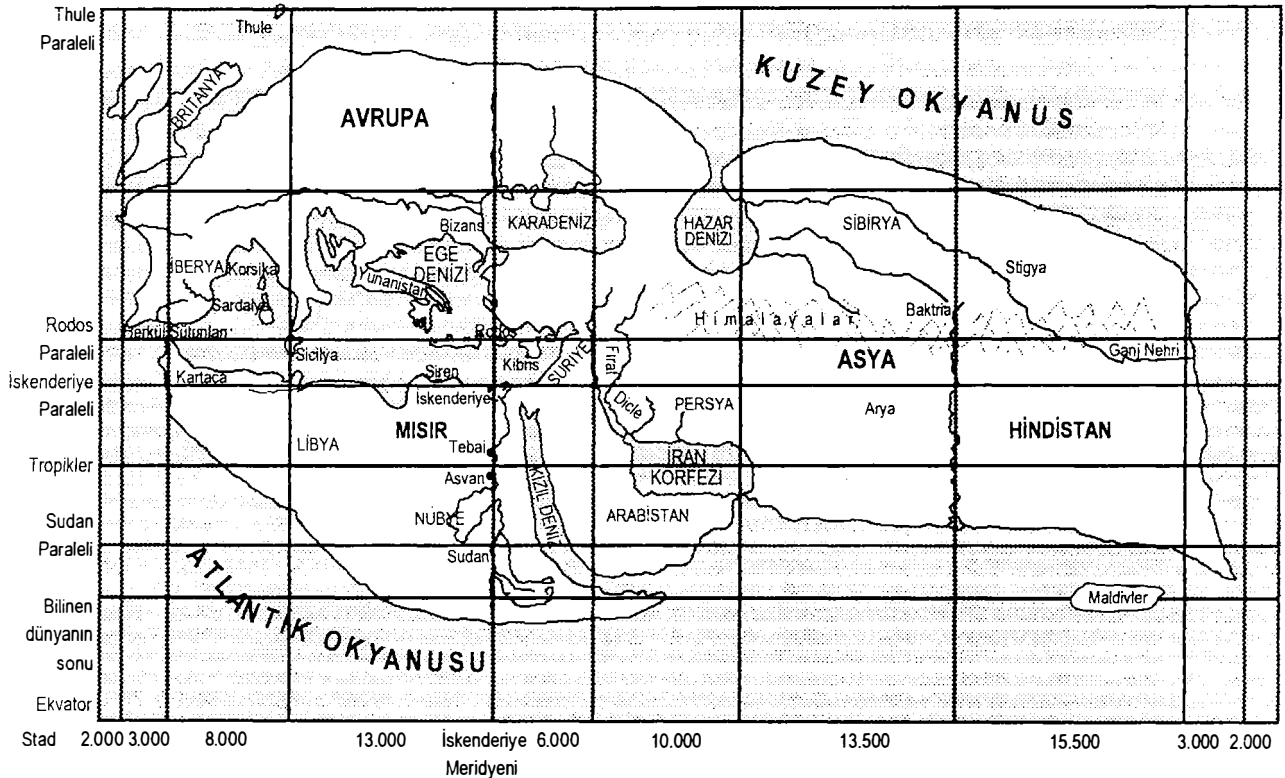 Thule
Paraleli
Thule
BRİTANYA
AVRUPA
KUZEY OKYANUS
Bizans
KARADENİZ
HAZAR
DENİZİ
SİBİRYA
İBERYA
Korsika
EGE
DENİZİ
Stigya
Yunanistan
Sardalya
Himalayalar
Baktria
Rodos
Paraleli
Herkül Sütunları
Rodos
Sicilya
Kıbrıs
SURİYE
Fırat
ASYA
Ganj Nehri
İskenderiye
Paraleli
Kartaca
Siren
İskenderiye
Dicle
PERSYA
Arya
LİBYA
MISIR
HİNDİSTAN
Tebai
İRAN
KÖRFEZİ
Tropikler
Asvan
KIZIL DENİZ
NUBYE
ARABİSTAN
Sudan
Paraleli
Sudan
ATLANTİK OKYANUSU
Maldivler
Bilinen
dünyanın
sonu
Ekvator
Stad 2.000 3.000 8.000 13.000 İskenderiye 6.000 10.000 13.500 15.500 3.000 2.000
Meridyeni